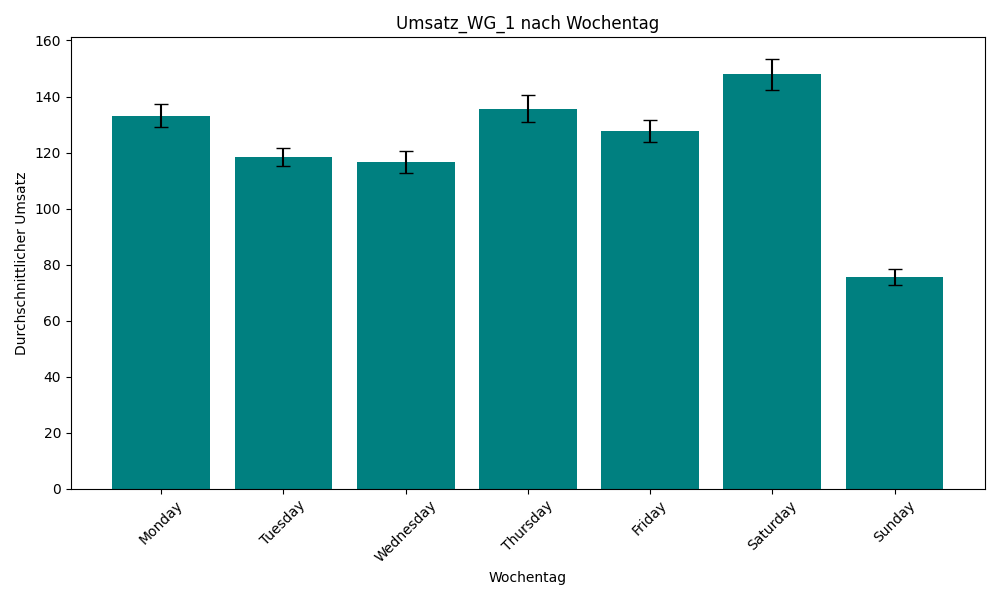 Umsatz_WG_1 nach Wochentag
Durchschnittlicher Umsatz
160
140
120
100
80
60
40
20
0
Monday
Tuesday
Wednesday
Thursday
Friday
Saturday
Sunday
Wochentag